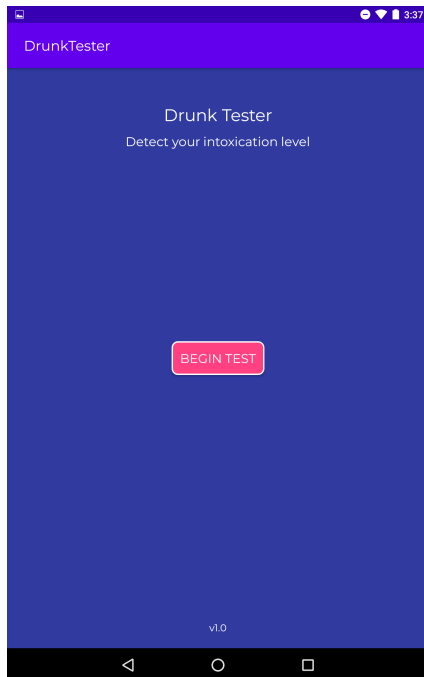 3:37
DrunkTester
Drunk Tester
Detect your intoxication level
BEGIN TEST
v1.0